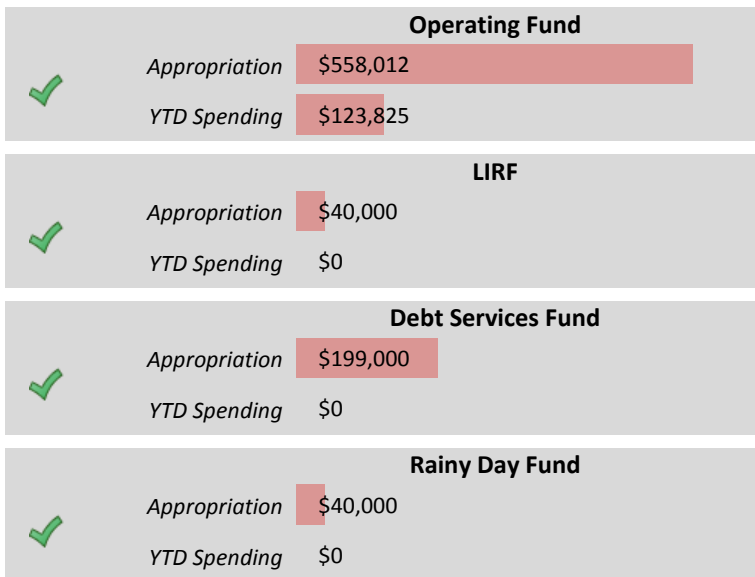 Operating Fund
Appropriation $558,012
YTD Spending $123,825
LIRF
Appropriation $40,000
YTD Spending $0
Debt Services Fund
Appropriation $199,000
YTD Spending $0
Rainy Day Fund
Appropriation $40,000
YTD Spending $0